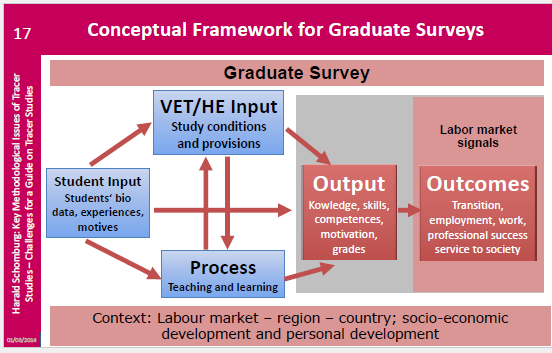 17
Conceptual Framework for Graduate Surveys
Harald Schomburg: Key Methodological Issues of Tracer
Studies – Challenges for a Guide on Tracer Studies
01/03/2014
Graduate Survey
VET/HE Input
Study conditions
and provisions
Student Input
Students‘ bio
data, experiences,
motives
Process
Teaching and learning
Output
Kowledge, skills,
competences,
motivation,
grades
Labor market
signals
Outcomes
Transition,
employment, work,
professional success
service to society
Context: Labour market – region – country; socio-economic
development and personal development